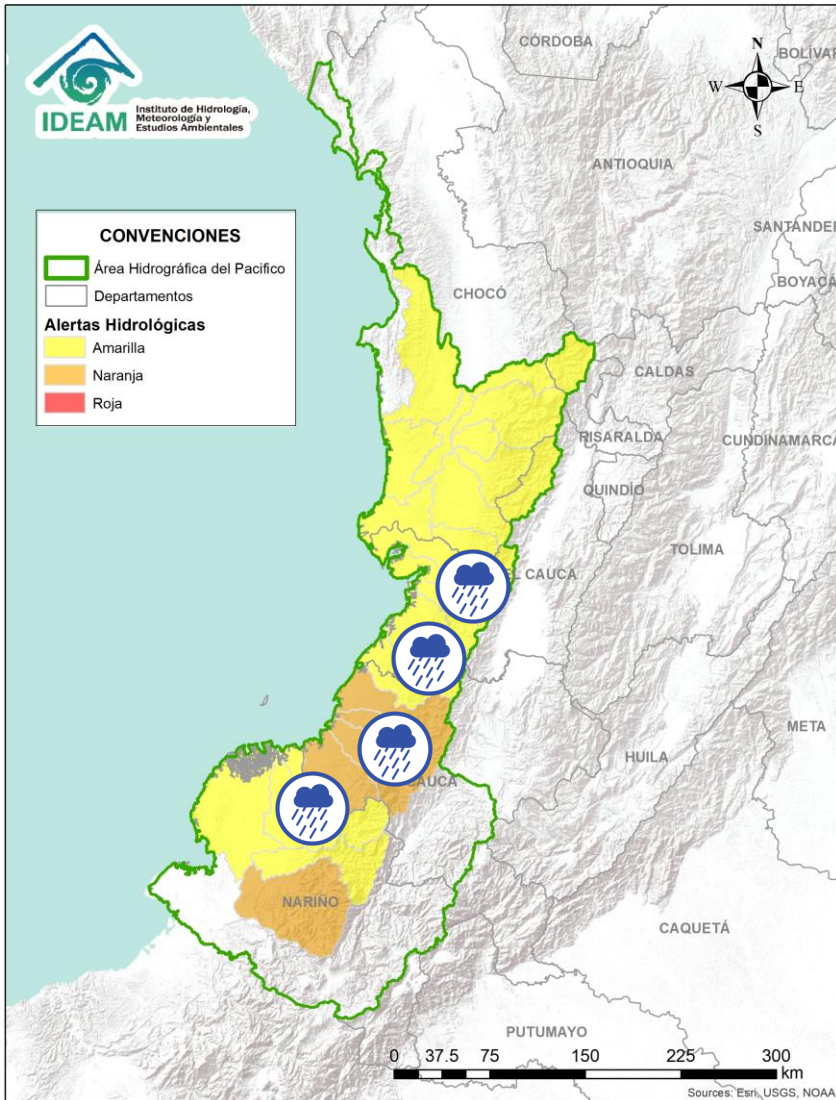 IDEAM
Instituto de Hidrología,
Meteorología y
Estudios Ambientales
N
W
E
S
CÓRDOBA
BOLÍVAR
ANTIOQUIA
SANTANDER
BOYACÁ
CONVENCIONES
Área Hidrográfica del Pacifico
Departamentos
Alertas Hidrológicas
Amarilla
Naranja
Roja
CHOCÓ
CALDAS
RISARALDA
CUNDINAMARCA
QUINDÍO
TOLIMA
EL CAUCA
META
HUILA
CAUCA
NARIÑO
CAQUETÁ
PUTUMAYO
0 37.5 75 150 225 300
km
Sources: Esri, USGS, NOAA